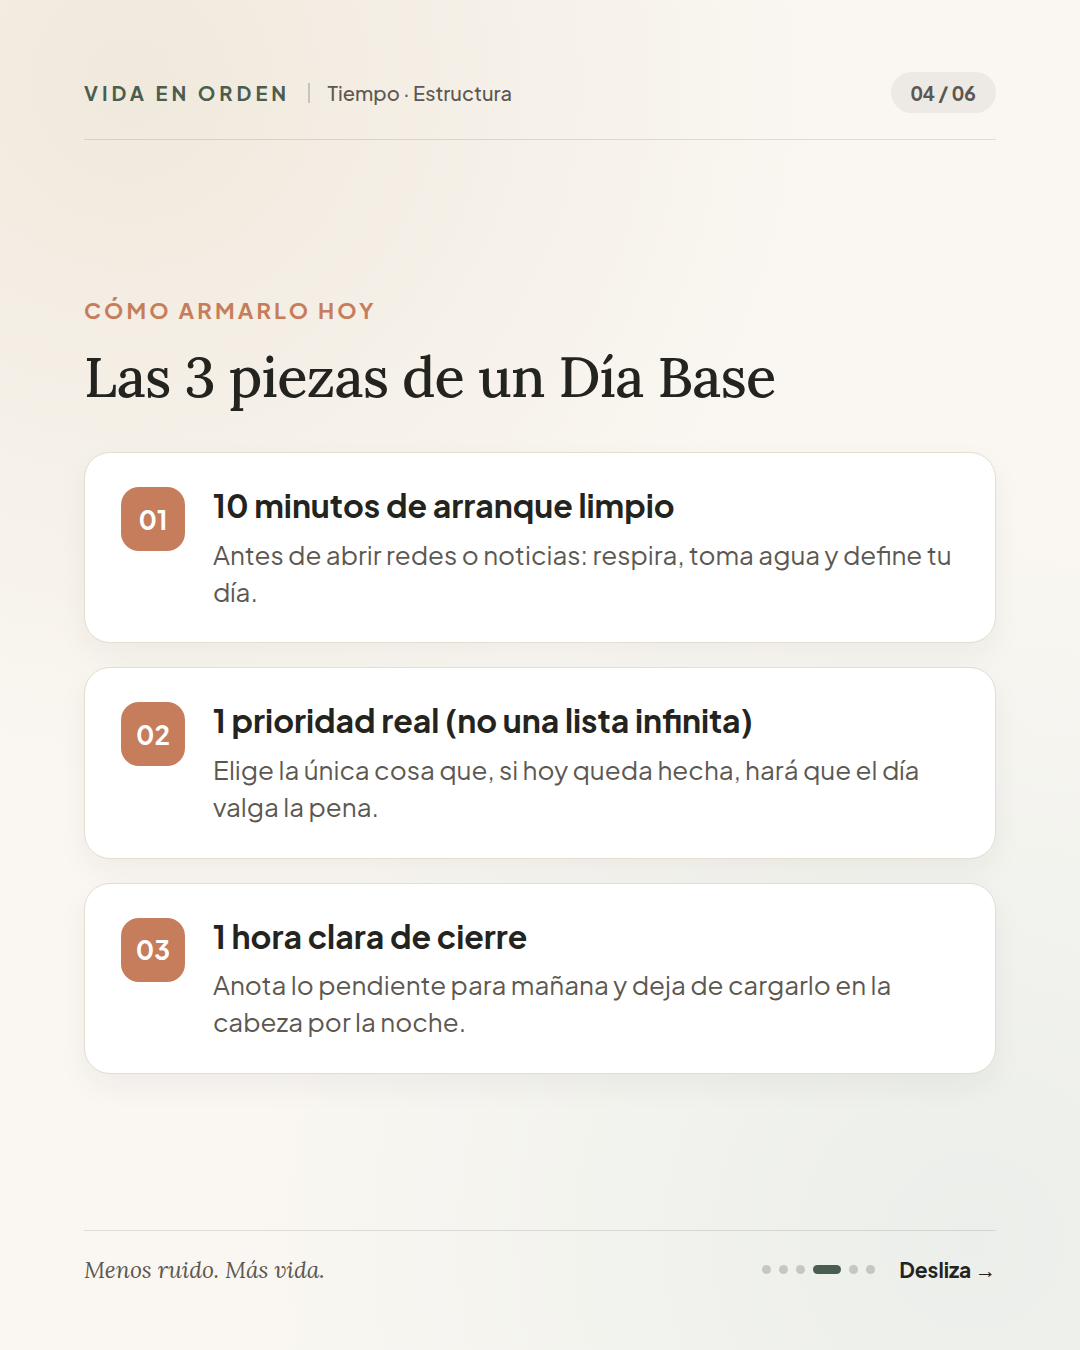 VIDA EN ORDEN | Tiempo · Estructura
04 / 06
CÓMO ARMARLO HOY
Las 3 piezas de un Día Base
01
10 minutos de arranque limpio
Antes de abrir redes o noticias: respira, toma agua y define tu
día.
02
1 prioridad real (no una lista infinita)
Elige la única cosa que, si hoy queda hecha, hará que el día
valga la pena.
03
1 hora clara de cierre
Anota lo pendiente para mañana y deja de cargarlo en la
cabeza por la noche.
Menos ruido. Más vida.
Desliza →